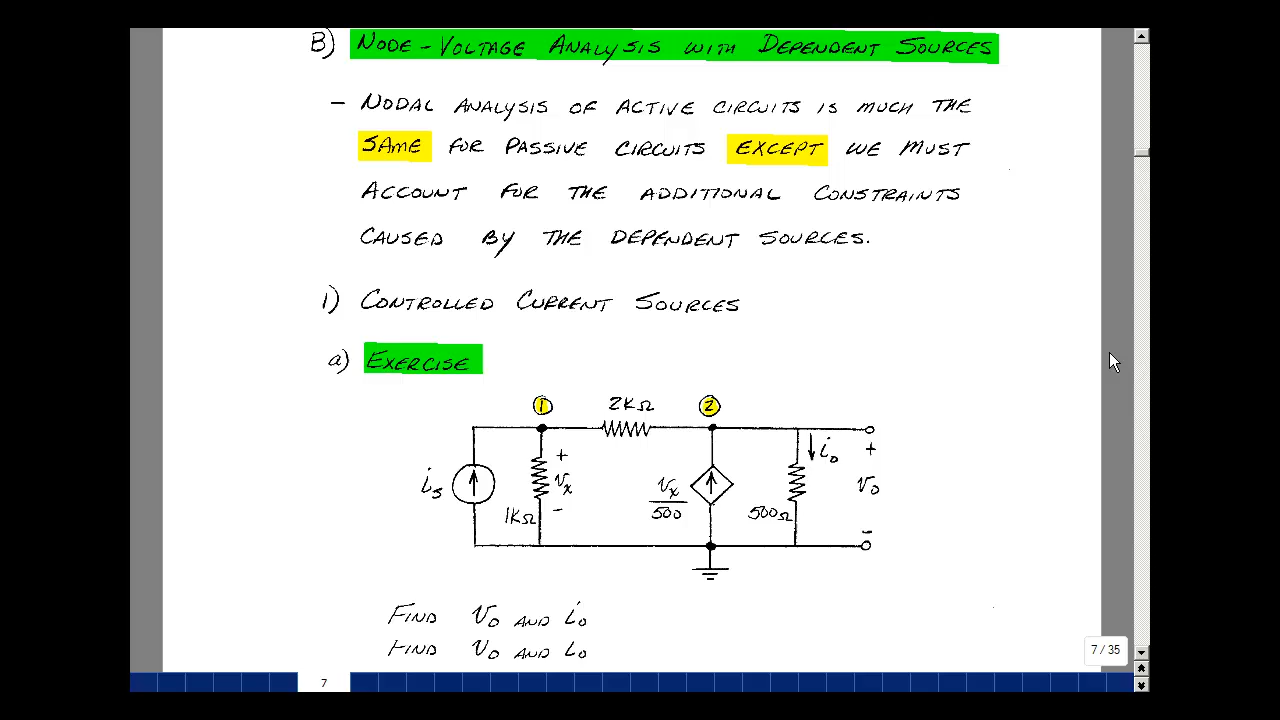 B) NODE-VOLTAGE ANALYSIS WITH DEPENDENT SOURCES
- NODAL ANALYSIS OF ACTIVE CIRCUITS IS MUCH THE
SAME FOR PASSIVE CIRCUITS EXCEPT WE MUST
ACCOUNT FOR THE ADDITIONAL CONSTRAINTS
CAUSED BY THE DEPENDENT SOURCES.
1) CONTROLLED CURRENT SOURCES
a) EXERCISE
1 2KΩ 2
is + Vx - 1KΩ
Vx/500
500Ω ↓ io
+ Vo -
FIND Vo AND io
FIND Vo AND io
7 / 35
7